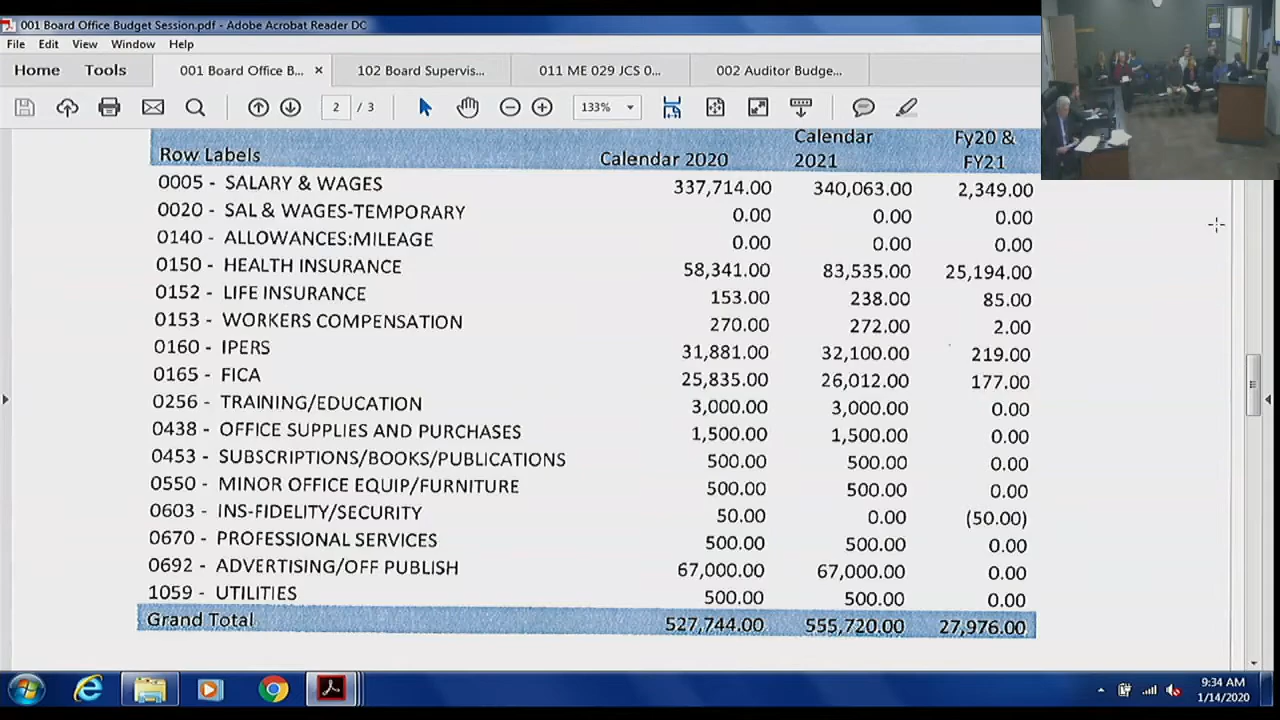 001 Board Office Budget Session.pdf - Adobe Acrobat Reader DC
File Edit View Window Help
Home Tools 001 Board Office B... × 102 Board Supervis... 011 ME 029 JCS 0... 002 Auditor Budge...
2 / 3 133%
Row Labels Calendar 2020 Calendar 2021 Fy20 & FY21
0005 - SALARY & WAGES 337,714.00 340,063.00 2,349.00
0020 - SAL & WAGES-TEMPORARY 0.00 0.00 0.00
0140 - ALLOWANCES:MILEAGE 0.00 0.00 0.00
0150 - HEALTH INSURANCE 58,341.00 83,535.00 25,194.00
0152 - LIFE INSURANCE 153.00 238.00 85.00
0153 - WORKERS COMPENSATION 270.00 272.00 2.00
0160 - IPERS 31,881.00 32,100.00 219.00
0165 - FICA 25,835.00 26,012.00 177.00
0256 - TRAINING/EDUCATION 3,000.00 3,000.00 0.00
0438 - OFFICE SUPPLIES AND PURCHASES 1,500.00 1,500.00 0.00
0453 - SUBSCRIPTIONS/BOOKS/PUBLICATIONS 500.00 500.00 0.00
0550 - MINOR OFFICE EQUIP/FURNITURE 500.00 500.00 0.00
0603 - INS-FIDELITY/SECURITY 50.00 0.00 (50.00)
0670 - PROFESSIONAL SERVICES 500.00 500.00 0.00
0692 - ADVERTISING/OFF PUBLISH 67,000.00 67,000.00 0.00
1059 - UTILITIES 500.00 500.00 0.00
Grand Total 527,744.00 555,720.00 27,976.00
9:34 AM
1/14/2020